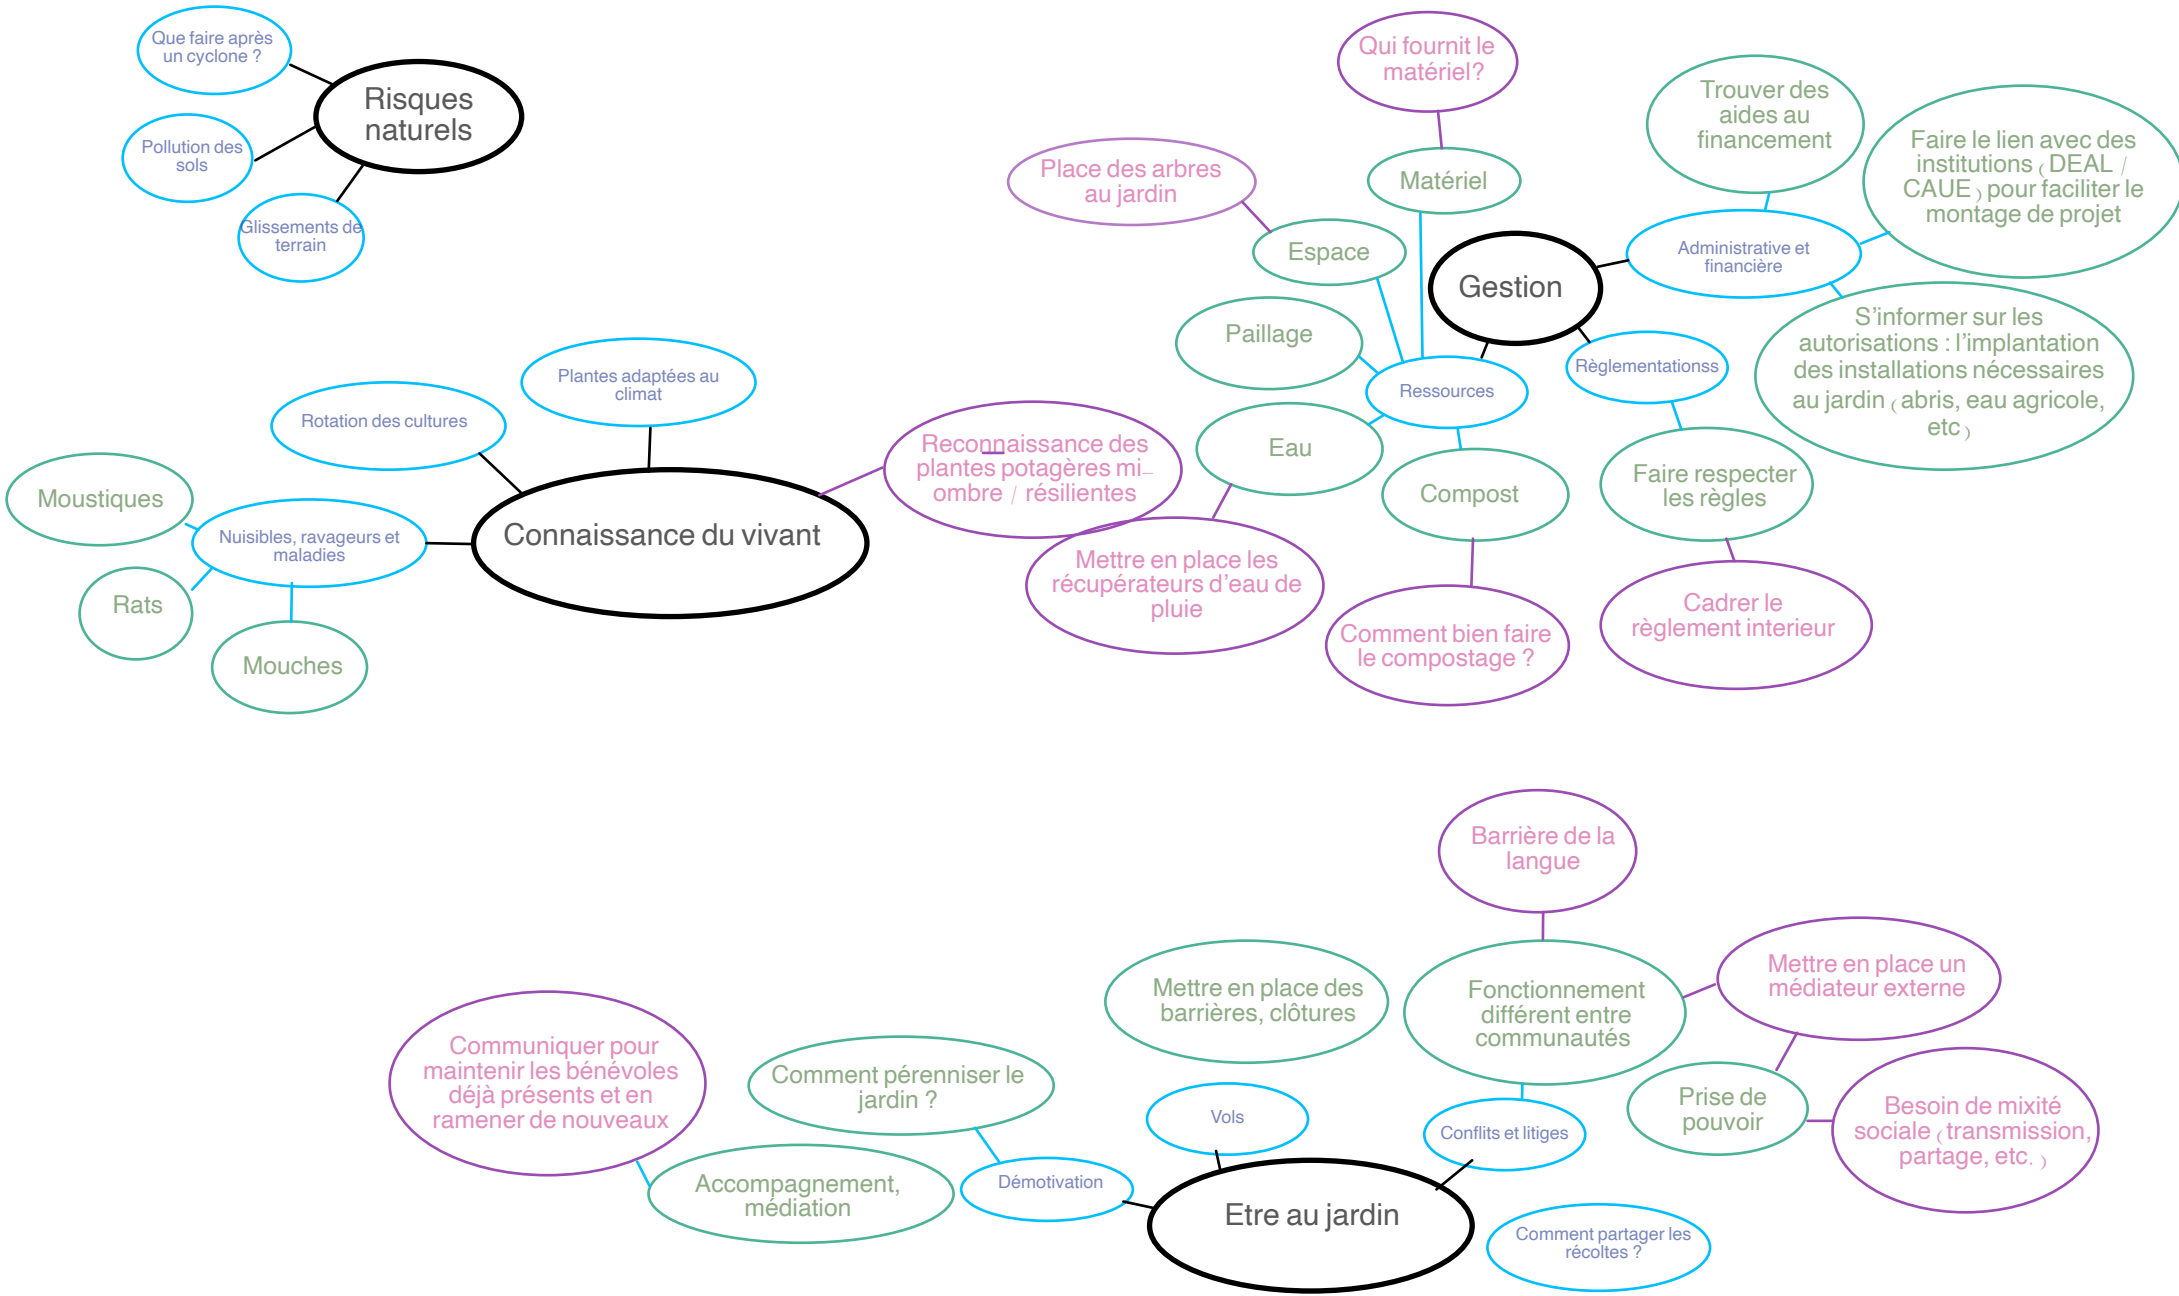 Que faire après
un cyclone ?
Risques
naturels
Pollution des
sols
Glissements de
terrain
Qui fournit le
matériel?
Trouver des
aides au
financement
Faire le lien avec des
institutions (DEAL /
CAUE) pour faciliter le
montage de projet
Place des arbres
au jardin
Matériel
Espace
Gestion
Administrative et
financière
Paillage
S'informer sur les
autorisations : l'implantation
des installations nécessaires
au jardin (abris, eau agricole,
etc)
Règlementationss
Ressources
Plantes adaptées au
climat
Rotation des cultures
Reconnaissance des
plantes potagères mi-
ombre / résilientes
Eau
Compost
Faire respecter
les règles
Moustiques
Nuisibles, ravageurs et
maladies
Connaissance du vivant
Rats
Mouches
Mettre en place les
récupérateurs d'eau de
pluie
Comment bien faire
le compostage ?
Cadrer le
règlement interieur
Barrière de la
langue
Mettre en place des
barrières, clôtures
Fonctionnement
différent entre
communautés
Mettre en place un
médiateur externe
Communiquer pour
maintenir les bénévoles
déjà présents et en
ramener de nouveaux
Comment pérenniser le
jardin ?
Vols
Conflits et litiges
Prise de
pouvoir
Besoin de mixité
sociale (transmission,
partage, etc. )
Accompagnement,
médiation
Démotivation
Etre au jardin
Comment partager les
récoltes ?